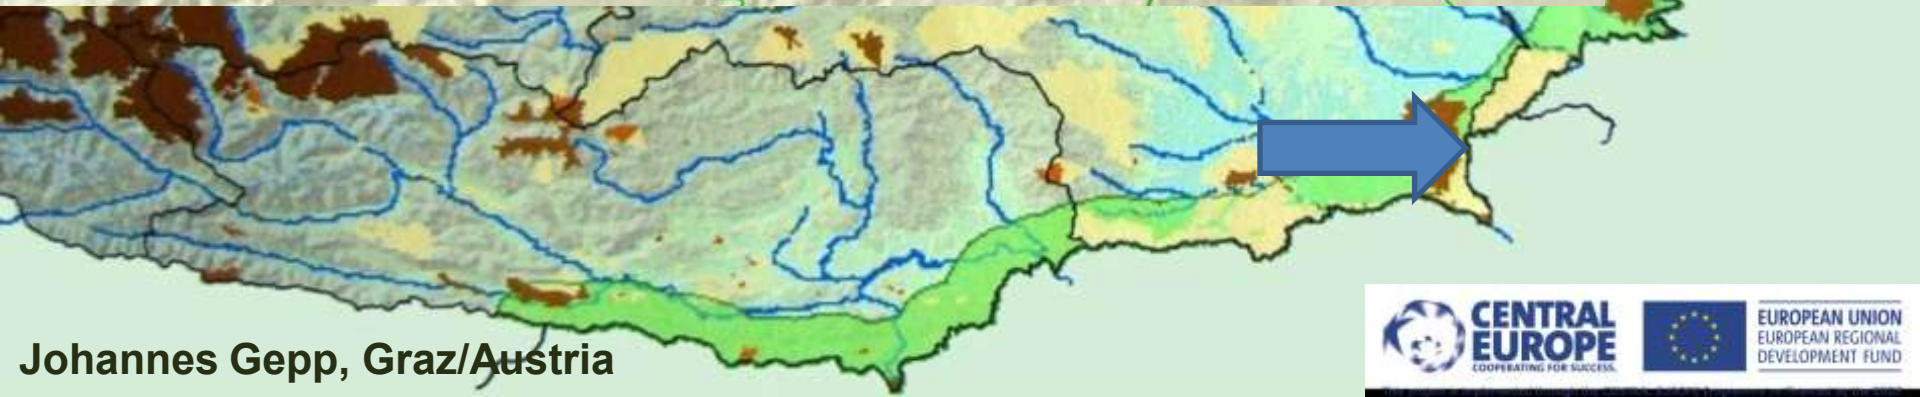 Johannes Gepp, Graz/Austria
CENTRAL
EUROPE
COOPERATING FOR SUCCESS.
EUROPEAN UNION
EUROPEAN REGIONAL
DEVELOPMENT FUND